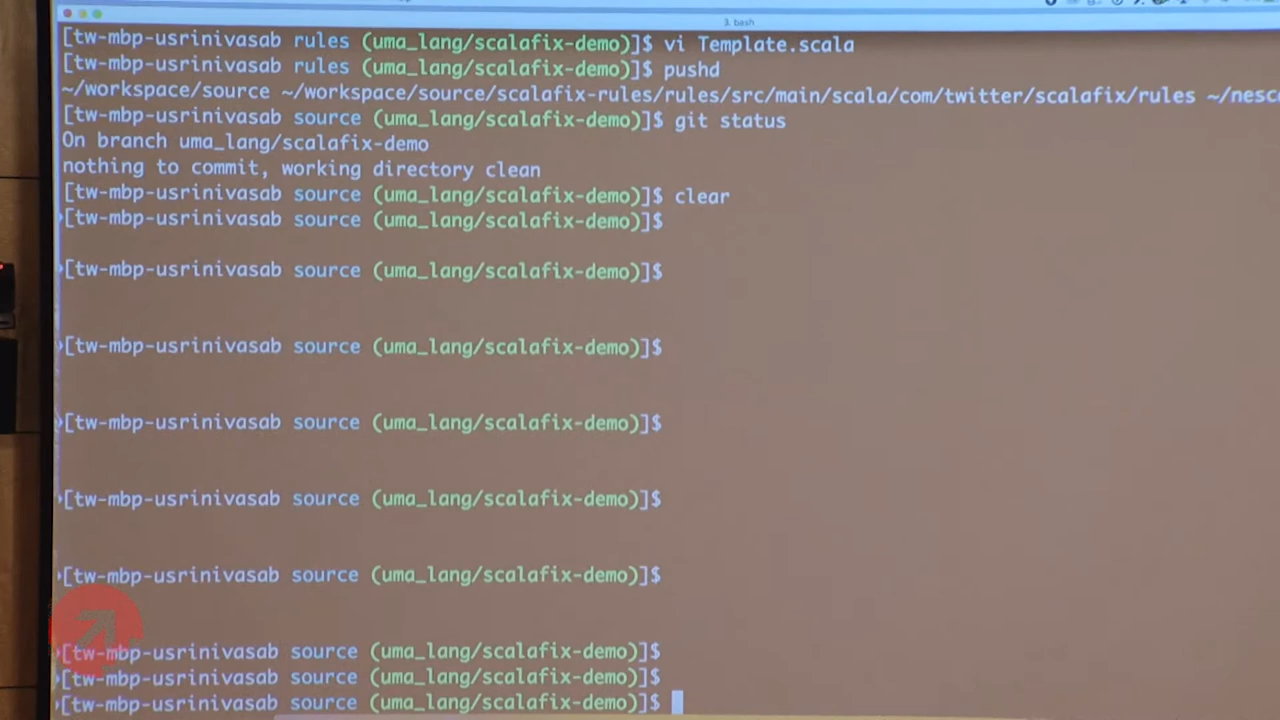 3. bash
[tw-mbp-usrinivasab rules (uma_lang/scalafix-demo)]$ vi Template.scala
[tw-mbp-usrinivasab rules (uma_lang/scalafix-demo)]$ pushd
~/workspace/source ~/workspace/source/scalafix-rules/rules/src/main/scala/com/twitter/scalafix/rules ~/nesc
[tw-mbp-usrinivasab source (uma_lang/scalafix-demo)]$ git status
On branch uma_lang/scalafix-demo
nothing to commit, working directory clean
[tw-mbp-usrinivasab source (uma_lang/scalafix-demo)]$ clear
[tw-mbp-usrinivasab source (uma_lang/scalafix-demo)]$
[tw-mbp-usrinivasab source (uma_lang/scalafix-demo)]$
[tw-mbp-usrinivasab source (uma_lang/scalafix-demo)]$
[tw-mbp-usrinivasab source (uma_lang/scalafix-demo)]$
[tw-mbp-usrinivasab source (uma_lang/scalafix-demo)]$
[tw-mbp-usrinivasab source (uma_lang/scalafix-demo)]$
[tw-mbp-usrinivasab source (uma_lang/scalafix-demo)]$
[tw-mbp-usrinivasab source (uma_lang/scalafix-demo)]$
[tw-mbp-usrinivasab source (uma_lang/scalafix-demo)]$